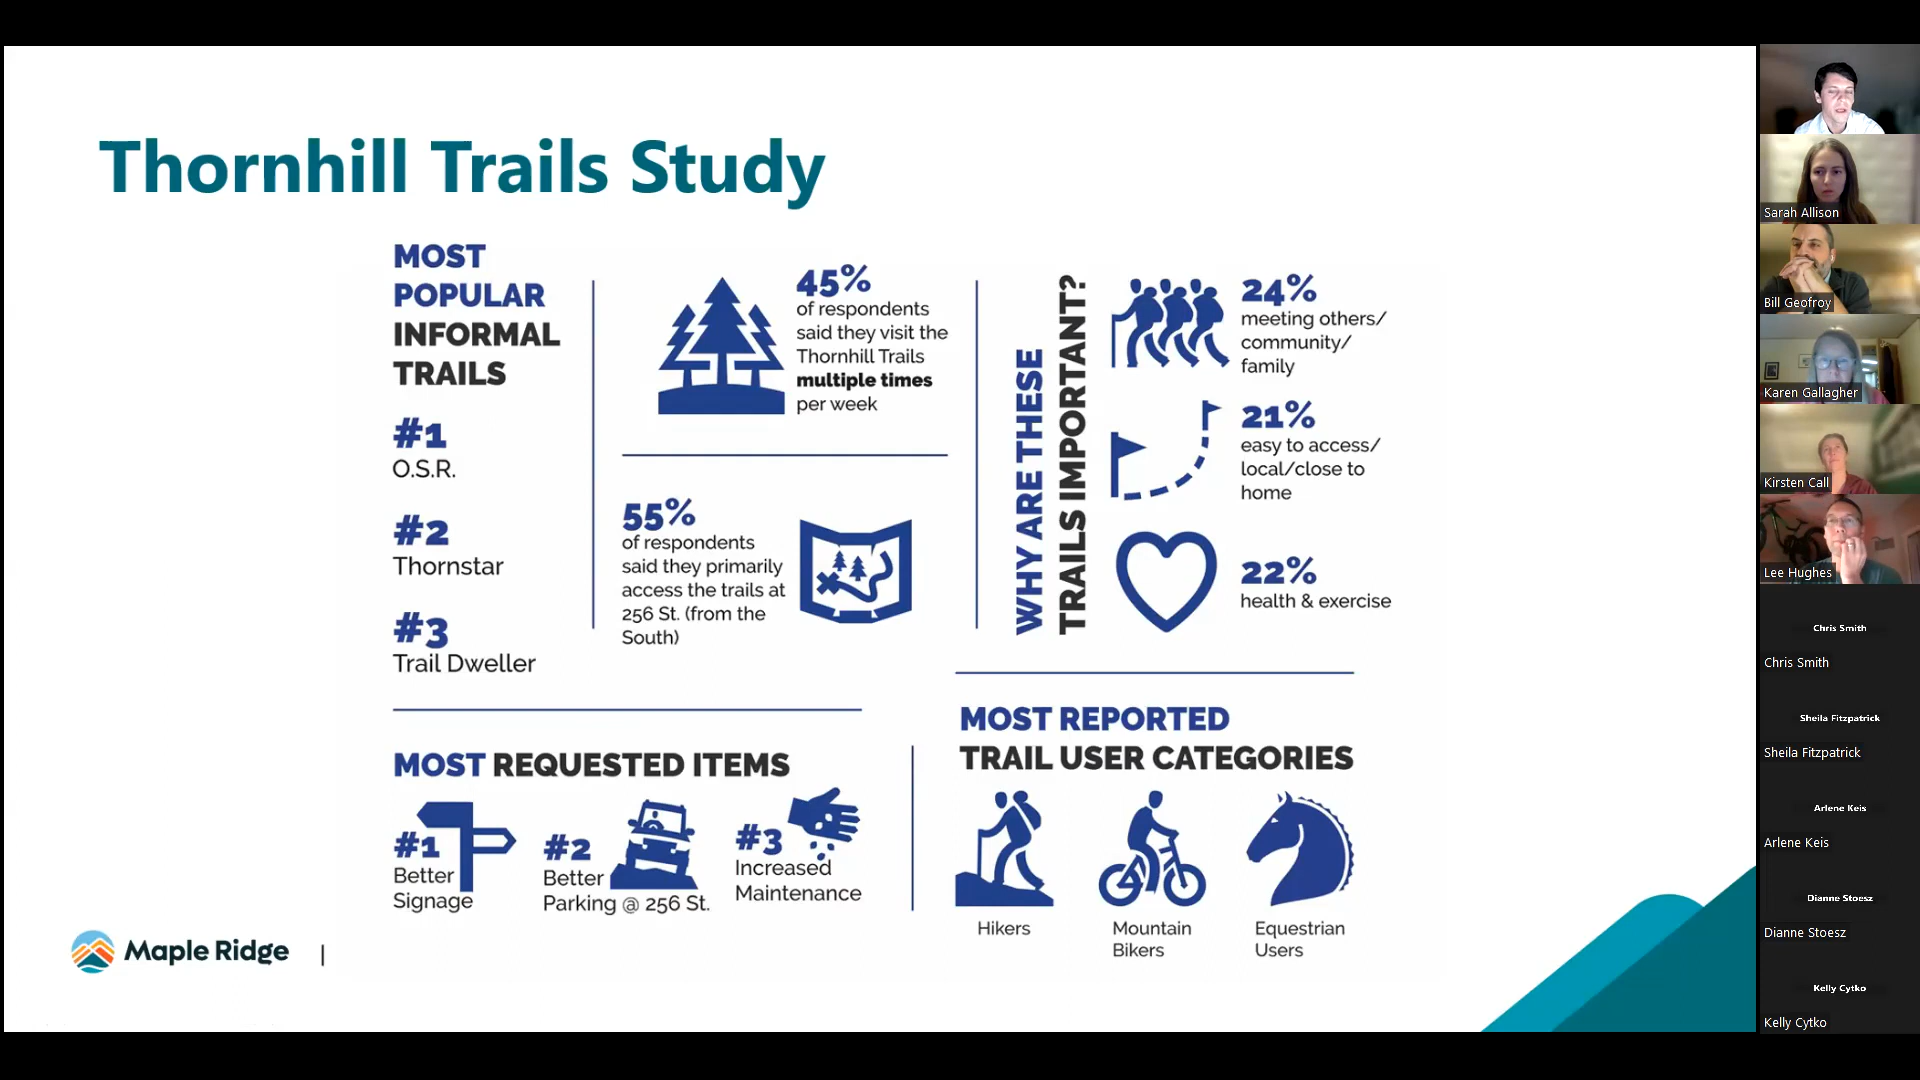 Thornhill Trails Study
MOST
POPULAR
INFORMAL
TRAILS
#1
O.S.R.
#2
Thornstar
#3
Trail Dweller
45%
of respondents
said they visit the
Thornhill Trails
multiple times
per week
55%
of respondents
said they primarily
access the trails at
256 St. (from the
South)
WHY ARE THESE
TRAILS IMPORTANT?
24%
meeting others/
community/
family
21%
easy to access/
local/close to
home
22%
health & exercise
MOST REQUESTED ITEMS
#1
Better
Signage
#2
Better
Parking @ 256 St.
#3
Increased
Maintenance
MOST REPORTED
TRAIL USER CATEGORIES
Hikers
Mountain
Bikers
Equestrian
Users
Maple Ridge |
Sarah Allison
Bill Geofroy
Karen Gallagher
Kirsten Call
Lee Hughes
Chris Smith
Chris Smith
Sheila Fitzpatrick
Sheila Fitzpatrick
Arlene Keis
Arlene Keis
Dianne Stoesz
Dianne Stoesz
Kelly Cytko
Kelly Cytko